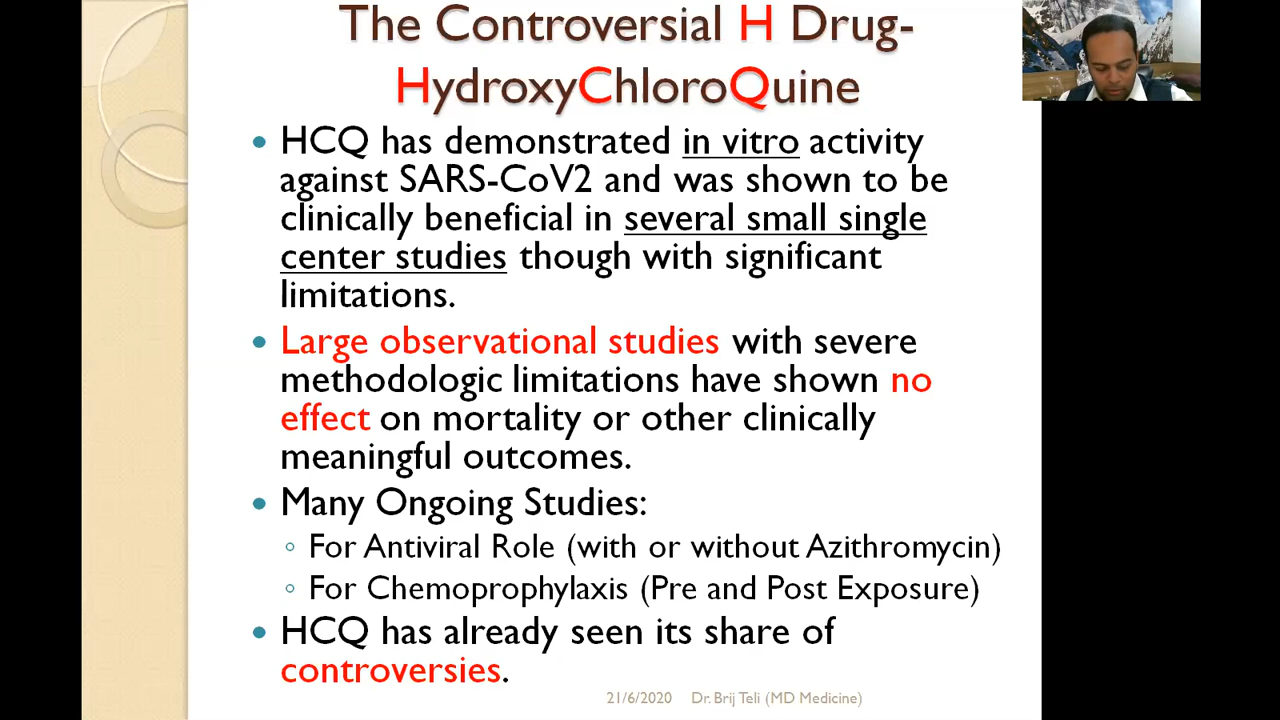 The Controversial H Drug-
HydroxyChloroQuine
• HCQ has demonstrated in vitro activity
against SARS-CoV2 and was shown to be
clinically beneficial in several small single
center studies though with significant
limitations.
• Large observational studies with severe
methodologic limitations have shown no
effect on mortality or other clinically
meaningful outcomes.
• Many Ongoing Studies:
◦ For Antiviral Role (with or without Azithromycin)
◦ For Chemoprophylaxis (Pre and Post Exposure)
• HCQ has already seen its share of
controversies.
21/6/2020 Dr. Brij Teli (MD Medicine)